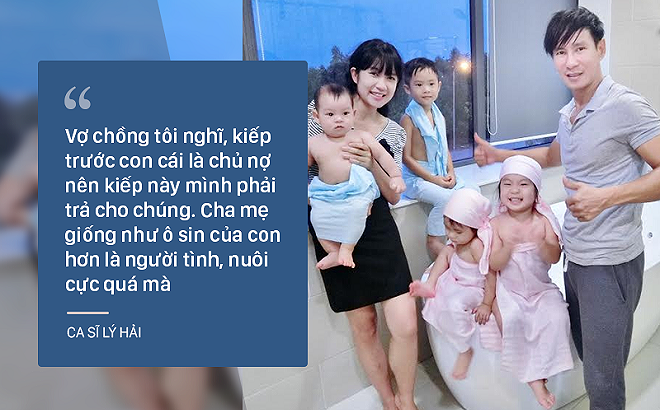 “
Vợ chồng tôi nghĩ, kiếp
trước con cái là chủ nợ
nên kiếp này mình phải
trả cho chúng. Cha mẹ
giống như ô sin của con
hơn là người tình, nuôi
cực quá mà
CA SĨ LÝ HẢI